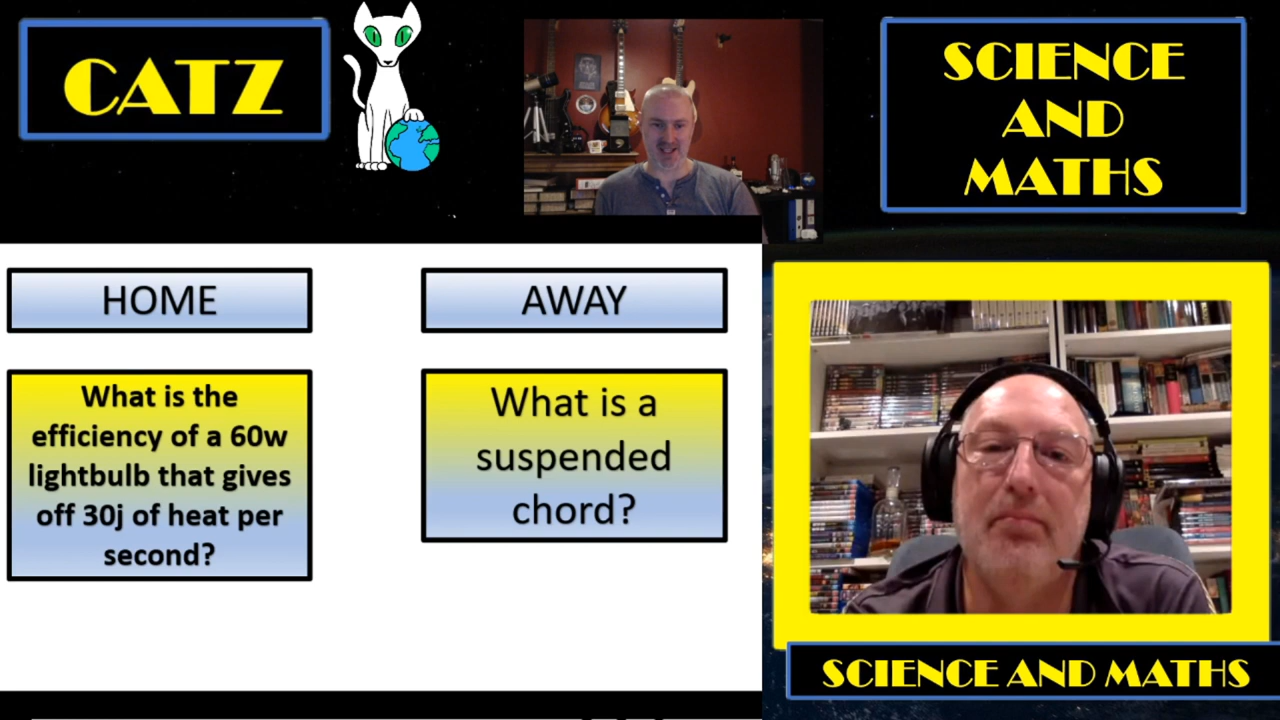 CATZ
SCIENCE
AND
MATHS
HOME
AWAY
What is the
efficiency of a 60w
lightbulb that gives
off 30j of heat per
second?
What is a
suspended
chord?
SCIENCE AND MATHS